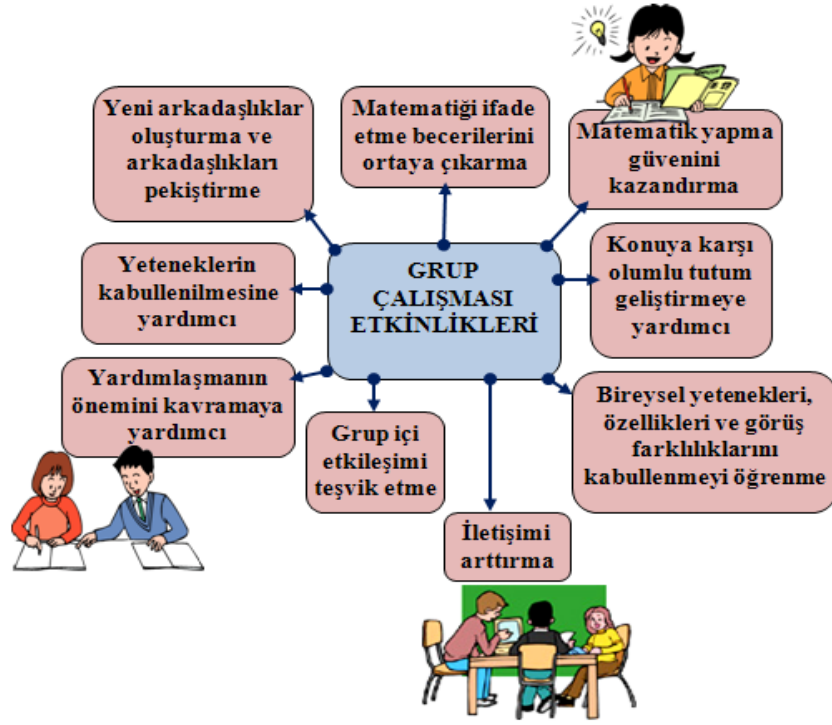 Yeni arkadaşlıklar
oluşturma ve
arkadaşlıkları
pekiştirme
Matematiği ifade
etme becerilerini
ortaya çıkarma
Matematik yapma
güvenini
kazandırma
Yeteneklerin
kabullenilmesine
yardımcı
GRUP
ÇALIŞMASI
ETKİNLİKLERİ
Konuya karşı
olumlu tutum
geliştirmeye
yardımcı
Yardımlaşmanın
önemini kavramaya
yardımcı
Grup içi
etkileşimi
teşvik etme
Bireysel yetenekleri,
özellikleri ve görüş
farklılıklarını
kabullenmeyi öğrenme
İletişimi
arttırma